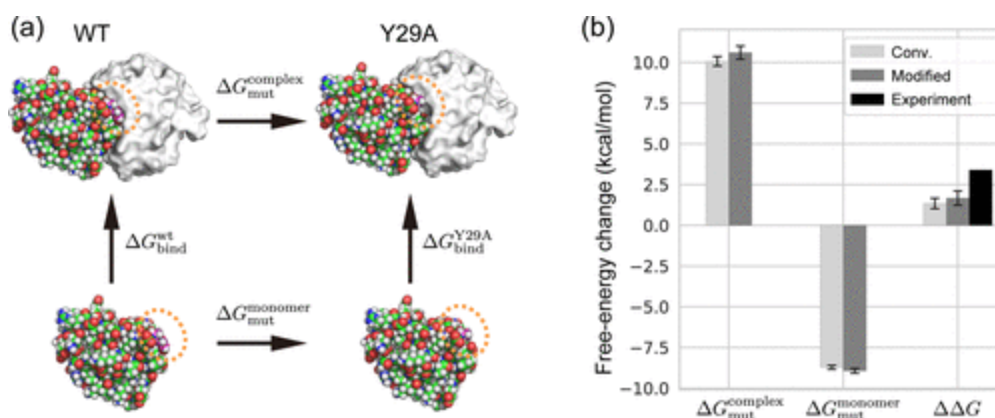 (a)
WT
Y29A
ΔG^complex_mut
ΔG^wt_bind
ΔG^Y29A_bind
ΔG^monomer_mut
(b)
Free-energy change (kcal/mol)
10.0
7.5
5.0
2.5
0.0
−2.5
−5.0
−7.5
−10.0
Conv.
Modified
Experiment
ΔG^complex_mut
ΔG^monomer_mut
ΔΔG